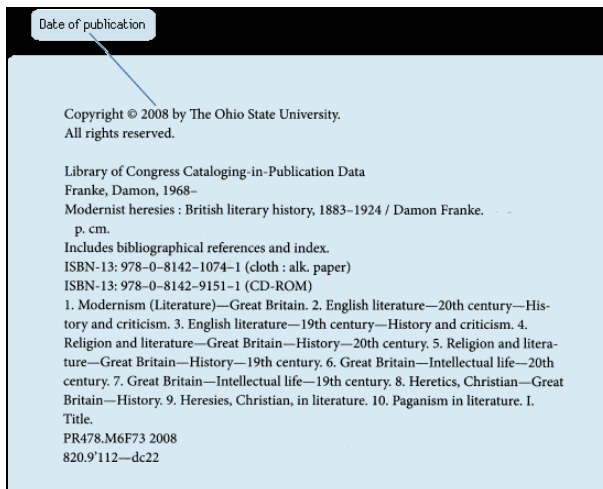 Date of publication
Copyright © 2008 by The Ohio State University.
All rights reserved.
Library of Congress Cataloging-in-Publication Data
Franke, Damon, 1968–
Modernist heresies : British literary history, 1883–1924 / Damon Franke.
p. cm.
Includes bibliographical references and index.
ISBN-13: 978–0–8142–1074–1 (cloth : alk. paper)
ISBN-13: 978–0–8142–9151–1 (CD-ROM)
1. Modernism (Literature)—Great Britain. 2. English literature—20th century—His-
tory and criticism. 3. English literature—19th century—History and criticism. 4.
Religion and literature—Great Britain—History—20th century. 5. Religion and litera-
ture—Great Britain—History—19th century. 6. Great Britain—Intellectual life—20th
century. 7. Great Britain—Intellectual life—19th century. 8. Heretics, Christian—Great
Britain—History. 9. Heresies, Christian, in literature. 10. Paganism in literature. I.
Title.
PR478.M6F73 2008
820.9'112—dc22